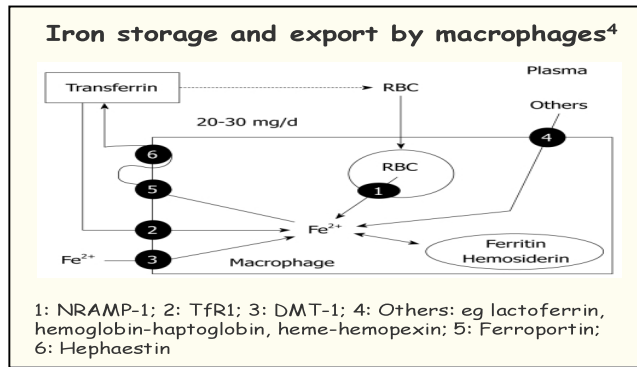 Iron storage and export by macrophages4
Plasma
Transferrin
RBC
Others
20-30 mg/d
6
4
RBC
5
1
2
Fe2+
Fe2+
3
Macrophage
Ferritin
Hemosiderin
1: NRAMP-1; 2: TfR1; 3: DMT-1; 4: Others: eg lactoferrin,
hemoglobin-haptoglobin, heme-hemopexin; 5: Ferroportin;
6: Hephaestin